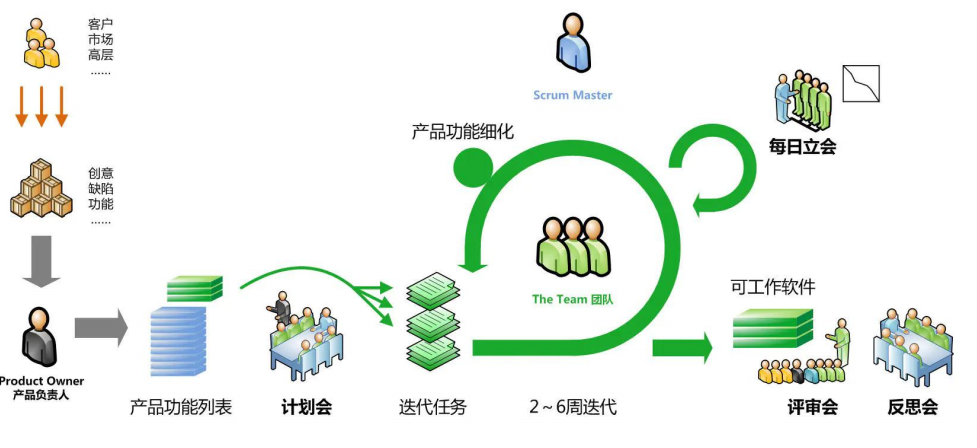 客户
市场
高层
......
创意
缺陷
功能
......
Product Owner
产品负责人
产品功能列表
计划会
迭代任务
2～6周迭代
Scrum Master
产品功能细化
The Team 团队
每日立会
可工作软件
评审会
反思会